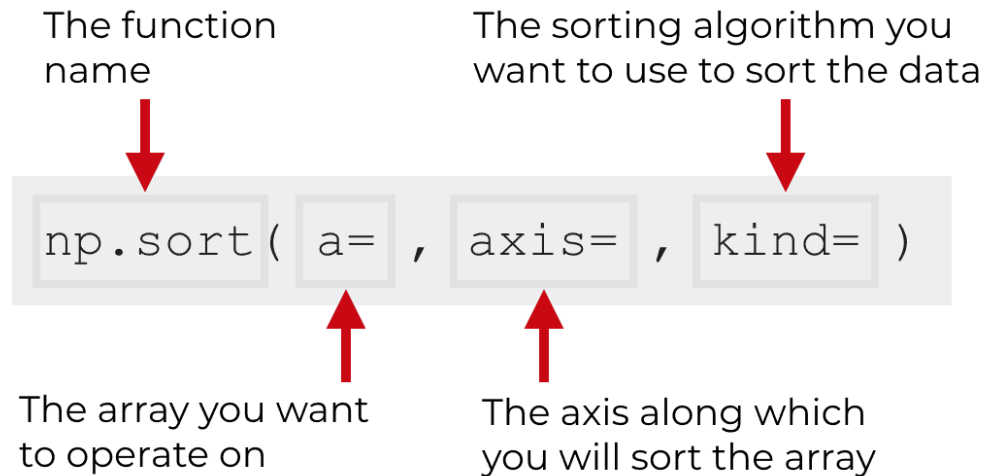 The function
name
The sorting algorithm you
want to use to sort the data
np.sort( a= , axis= , kind= )
The array you want
to operate on
The axis along which
you will sort the array